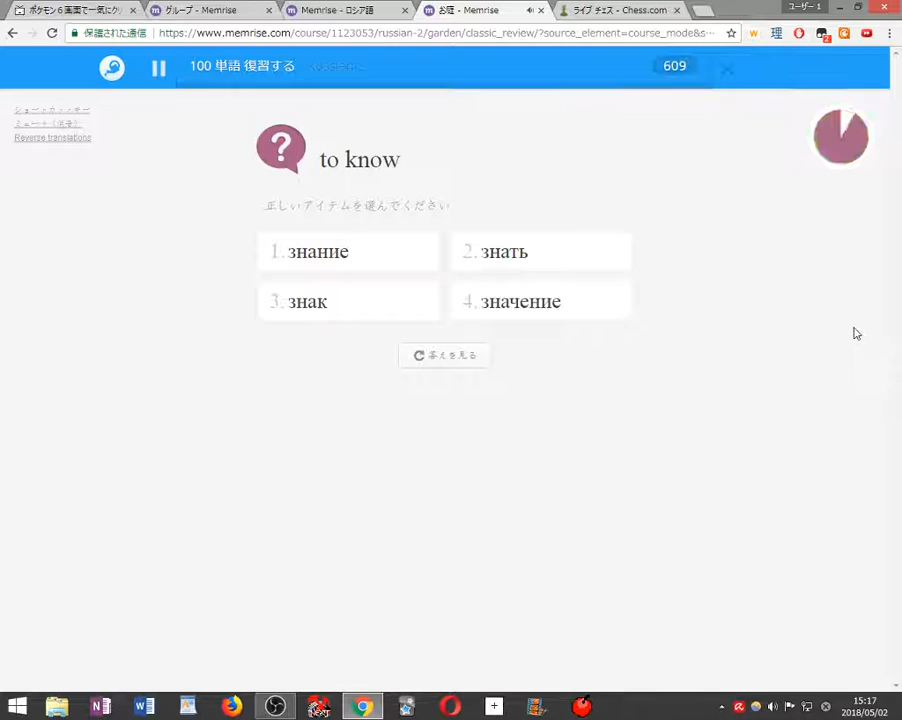 ポケモン６画面で一気にク
グループ - Memrise
Memrise - ロシア語
お庭 - Memrise
ライブ チェス - Chess.com
ユーザー 1
保護された通信
https://www.memrise.com/course/1123053/russian-2/garden/classic_review/?source_element=course_mode&s...
100 単語 復習する
609
Reverse translations
?
to know
正しいアイテムを選んでください
1. знание
2. знать
3. знак
4. значение
答えを見る
15:17
2018/05/02